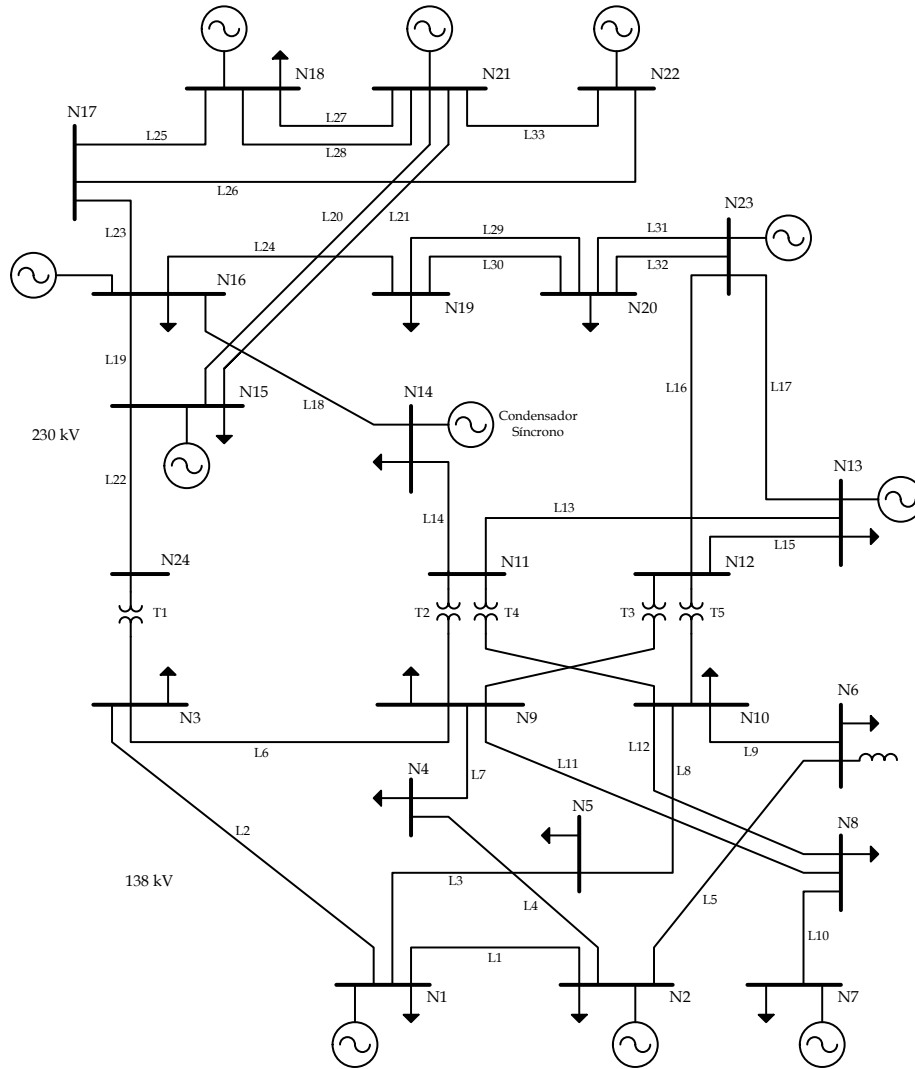 N18
N21
N22
N17
L25
L27
L33
L28
L26
N23
L20
L21
L31
L29
L23
L24
L30
L32
N16
N19
N20
L19
L16
L17
N15
N14
L18
Condensador
Síncrono
230 kV
N13
L22
L13
L14
L15
N24
N11
N12
T1
T2
T4
T3
T5
N6
N3
N9
N10
L12
L9
L6
L11
L8
L7
N4
N5
N8
L2
138 kV
L3
L4
L5
L10
L1
N1
N2
N7